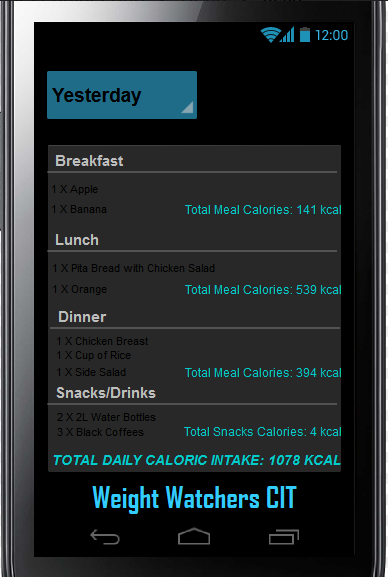 12:00
Yesterday
Breakfast
1 X Apple
1 X Banana Total Meal Calories: 141 kcal
Lunch
1 X Pita Bread with Chicken Salad
1 X Orange Total Meal Calories: 539 kcal
Dinner
1 X Chicken Breast
1 X Cup of Rice
1 X Side Salad Total Meal Calories: 394 kcal
Snacks/Drinks
2 X 2L Water Bottles
3 X Black Coffees Total Snacks Calories: 4 kcal
TOTAL DAILY CALORIC INTAKE: 1078 KCAL
Weight Watchers CIT